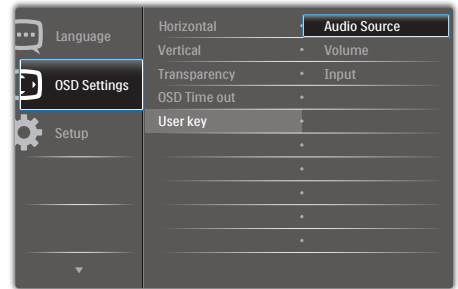 Language
OSD Settings
Setup
Horizontal
Vertical
Transparency
OSD Time out
User key
Audio Source
Volume
Input